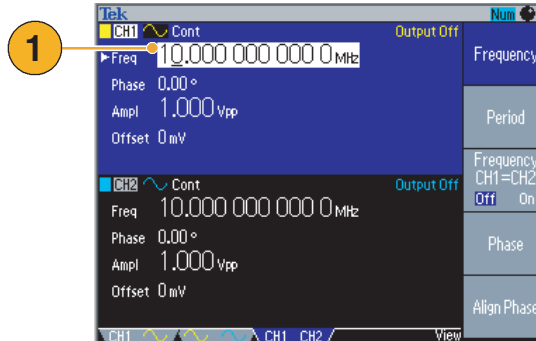 Tek Num
CH1 Cont Output Off
1
Freq 10.000 000 000 0 MHz
Phase 0.00 °
Ampl 1.000 Vpp
Offset 0 mV
CH2 Cont Output Off
Freq 10.000 000 000 0 MHz
Phase 0.00 °
Ampl 1.000 Vpp
Offset 0 mV
CH1 CH1 CH2 View
Frequency
Period
Frequency
CH1=CH2
Off On
Phase
Align Phase